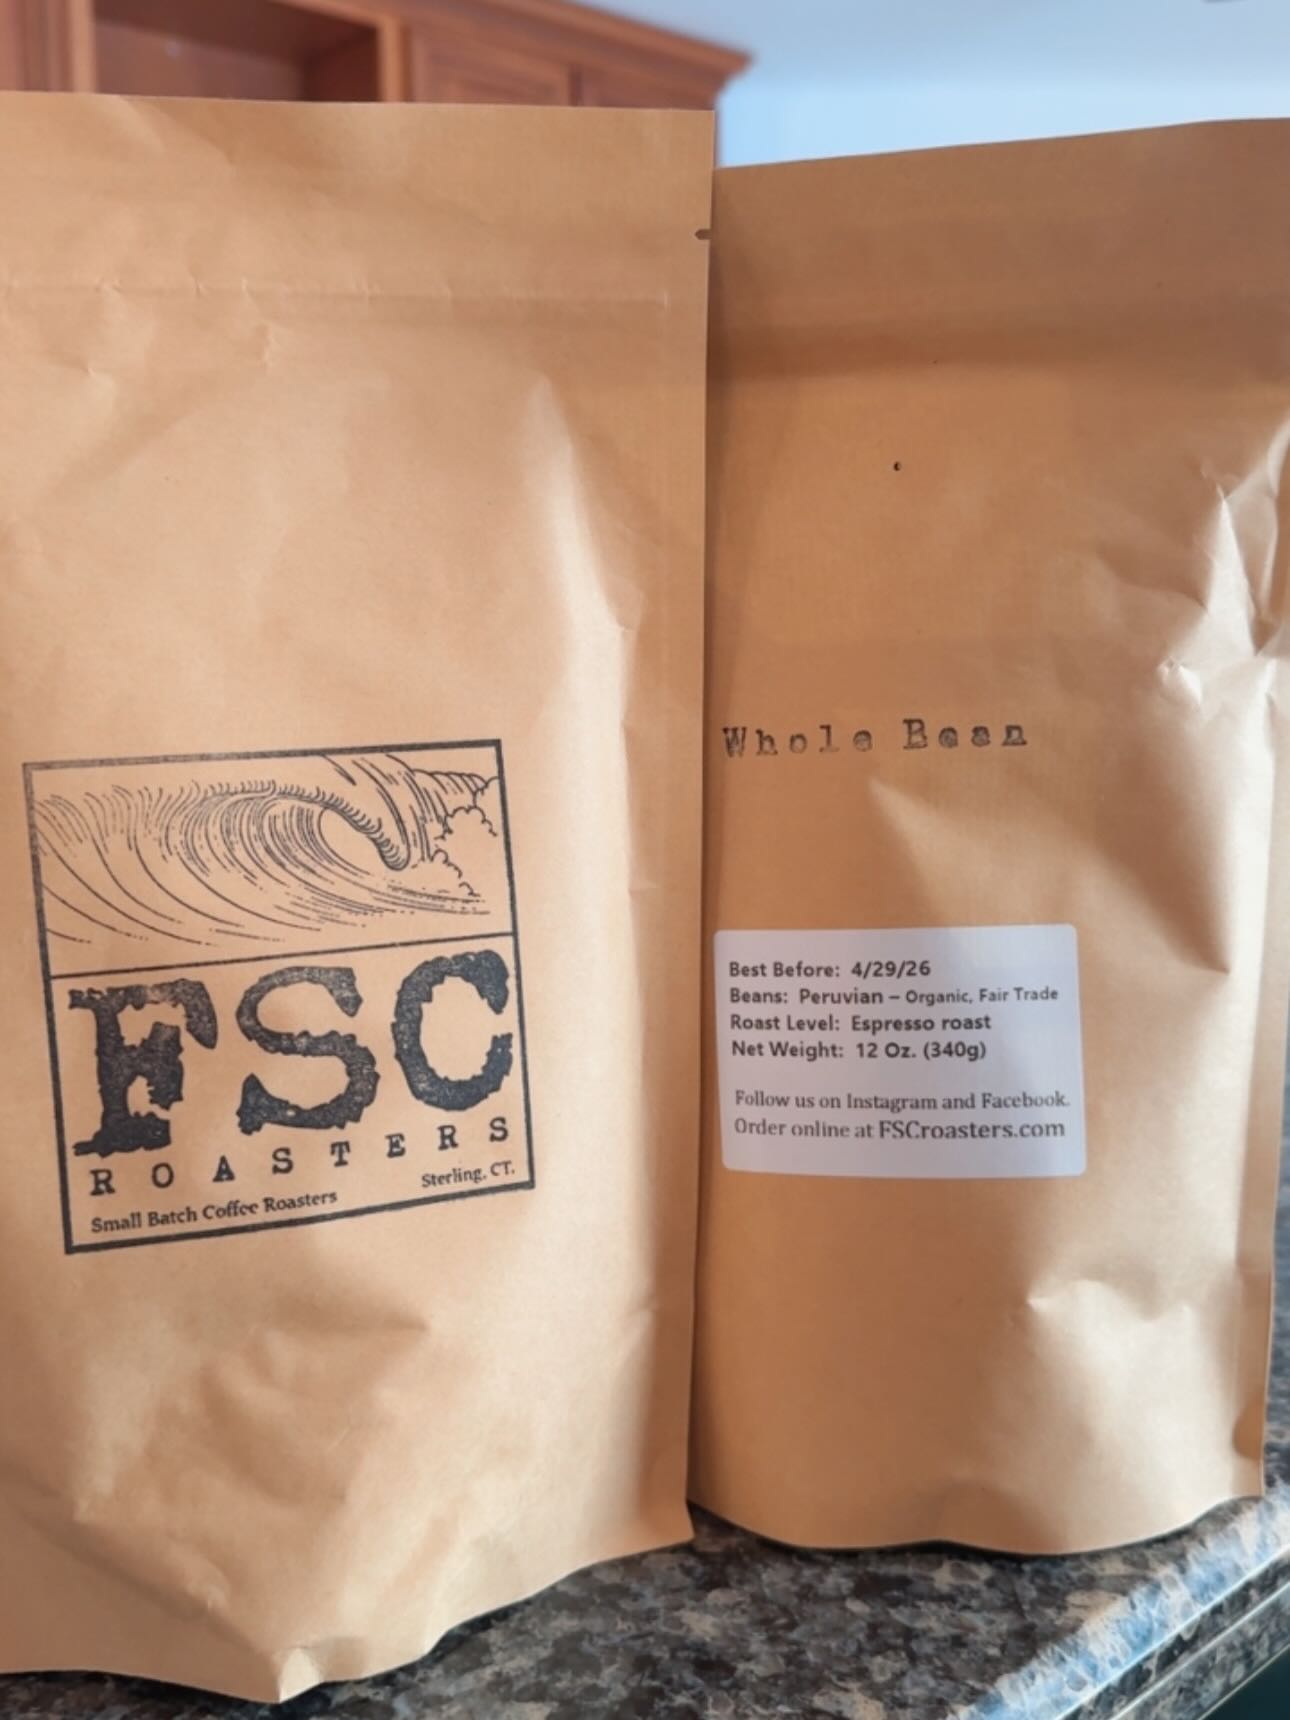 FSC
ROASTERS
Small Batch Coffee Roasters
Sterling, CT.
Whole Bean
Best Before: 4/29/26
Beans: Peruvian – Organic, Fair Trade
Roast Level: Espresso roast
Net Weight: 12 Oz. (340g)
Follow us on Instagram and Facebook.
Order online at FSCroasters.com